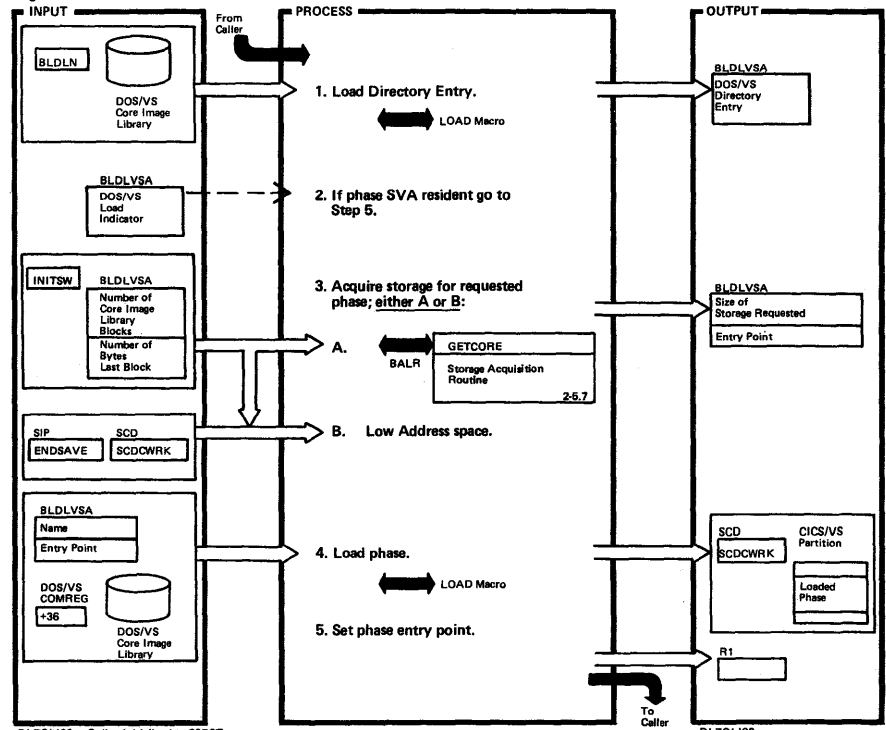 INPUT
From
Caller
PROCESS
OUTPUT
BLDLN
DOS/VS
Core Image
Library
1. Load Directory Entry.
LOAD Macro
BLDLVSA
DOS/VS
Directory
Entry
BLDLVSA
DOS/VS
Load
Indicator
2. If phase SVA resident go to
Step 5.
INITSW
BLDLVSA
Number of
Core Image
Library
Blocks
Number of
Bytes
Last Block
3. Acquire storage for requested
phase; either A or B:
A.
BALR
GETCORE
Storage Acquisition
Routine
2-5.7
BLDLVSA
Size of
Storage Requested
Entry Point
SIP
ENDSAVE
SCD
SCDCWRK
B. Low Address space.
BLDLVSA
Name
Entry Point
DOS/VS
COMREG
+36
DOS/VS
Core Image
Library
4. Load phase.
LOAD Macro
5. Set phase entry point.
SCD
SCDCWRK
CICS/VS
Partition
Loaded
Phase
R1
To
Caller